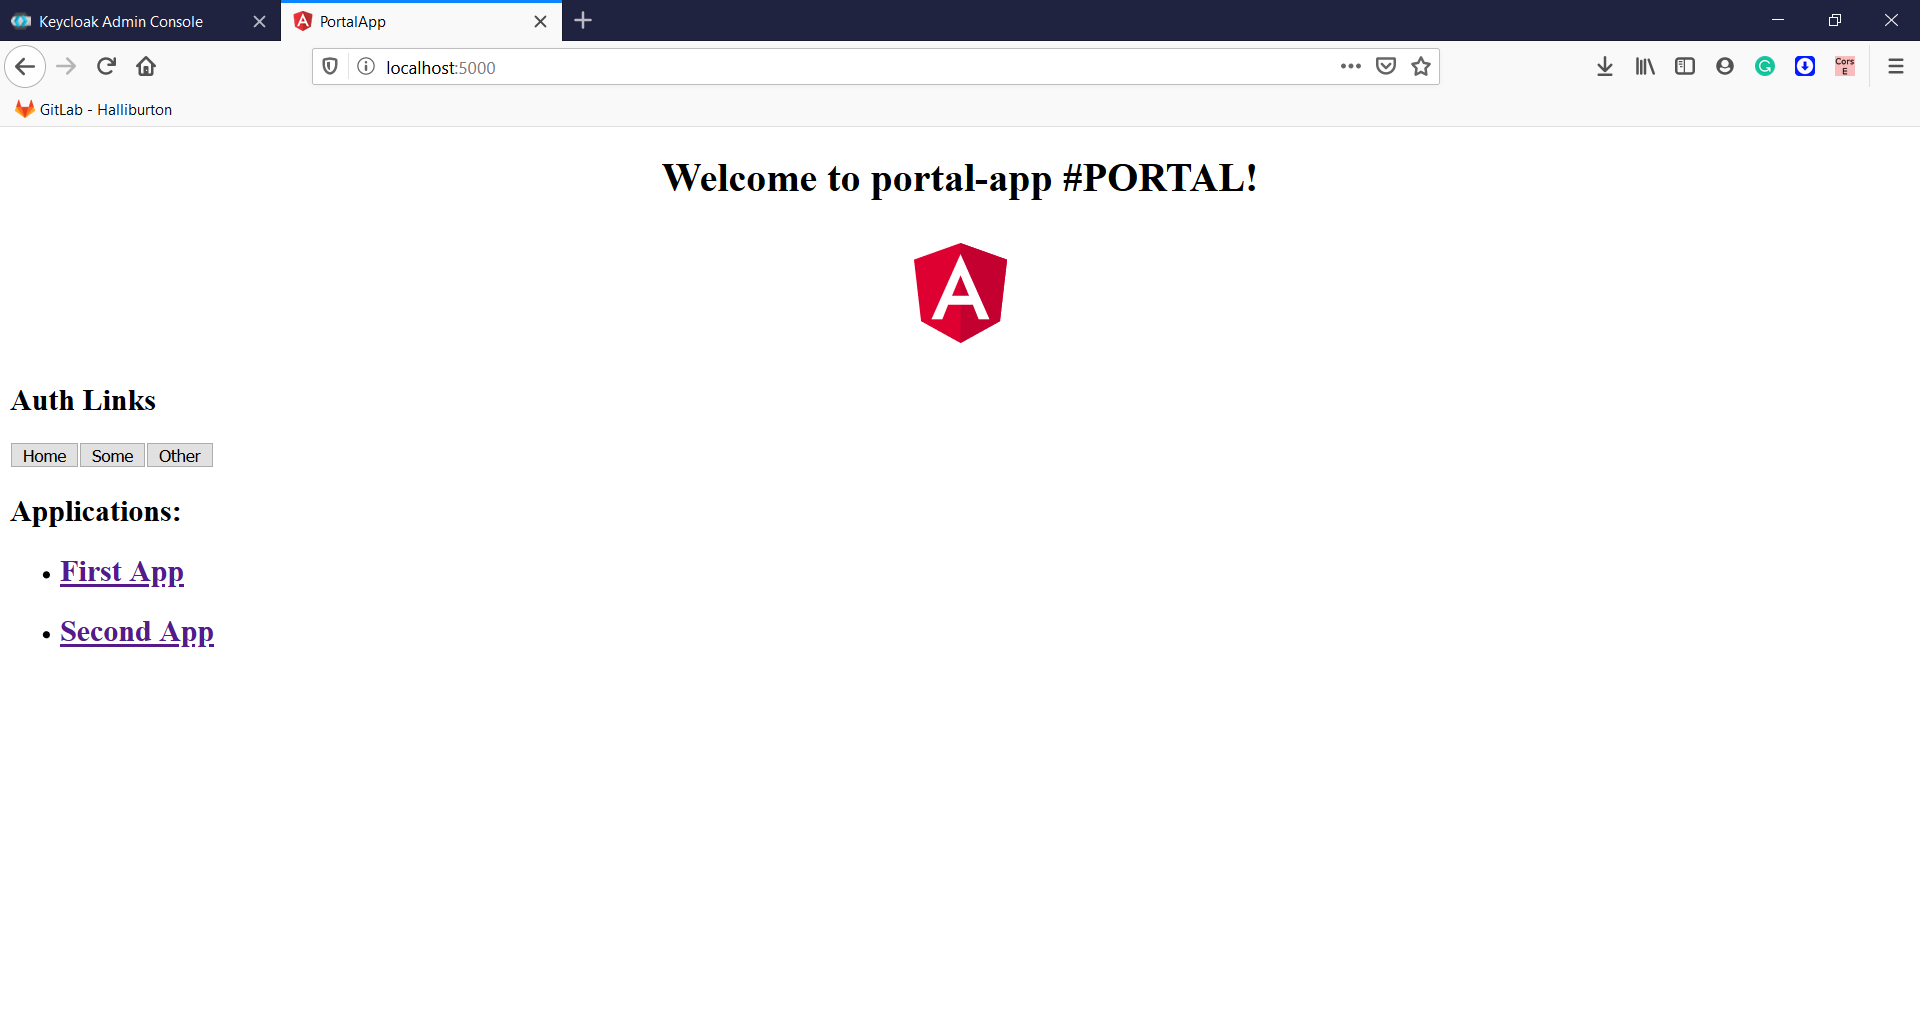 Keycloak Admin Console
PortalApp
localhost:5000
Cors
E
GitLab - Halliburton
Welcome to portal-app #PORTAL!
Auth Links
Home Some Other
Applications:
First App
Second App